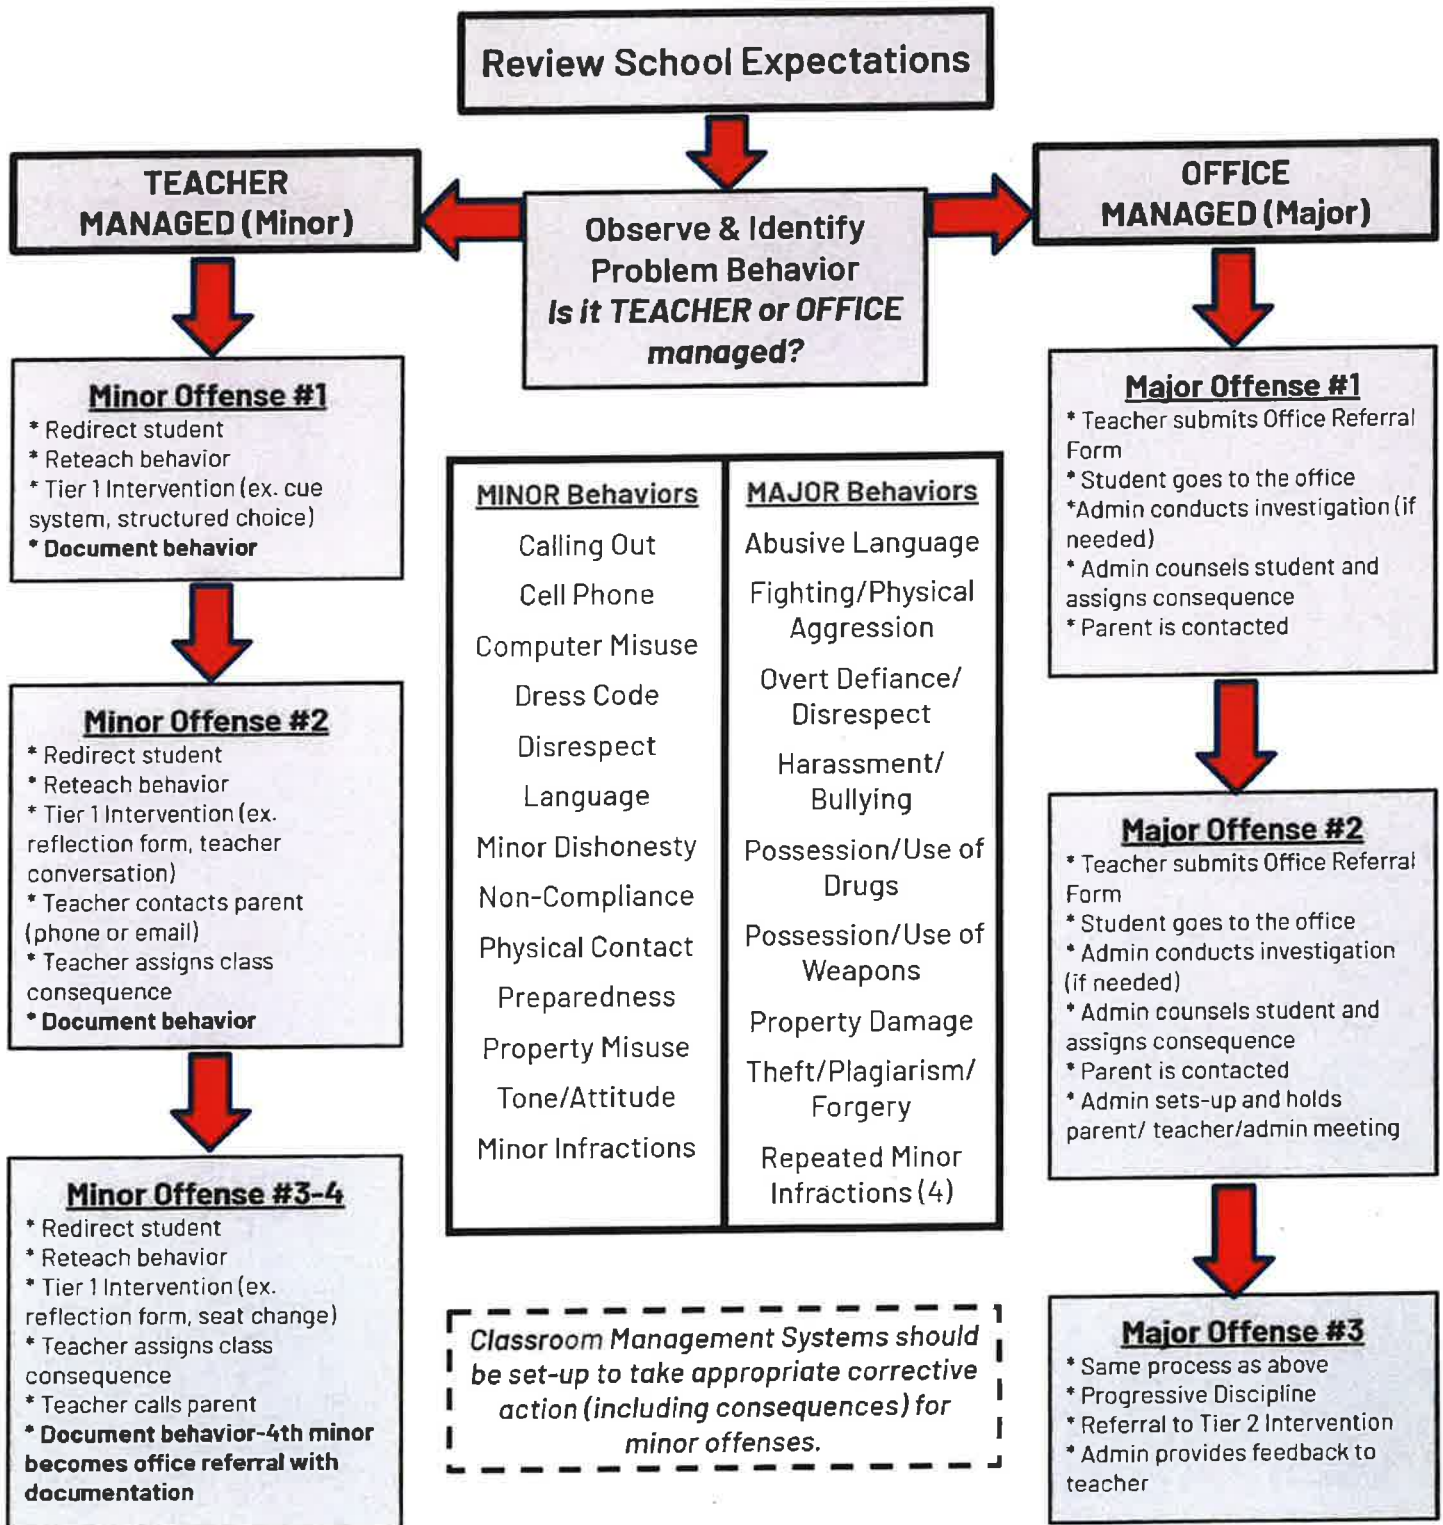 Review School Expectations
TEACHER
MANAGED (Minor)
Observe & Identify
Problem Behavior
Is it TEACHER or OFFICE
managed?
OFFICE
MANAGED (Major)
Minor Offense #1
* Redirect student
* Reteach behavior
* Tier 1 Intervention (ex. cue
system, structured choice)
* Document behavior
Minor Offense #2
* Redirect student
* Reteach behavior
* Tier 1 Intervention (ex.
reflection form, teacher
conversation)
* Teacher contacts parent
(phone or email)
* Teacher assigns class
consequence
* Document behavior
Minor Offense #3-4
* Redirect student
* Reteach behavior
* Tier 1 Intervention (ex.
reflection form, seat change)
* Teacher assigns class
consequence
* Teacher calls parent
* Document behavior-4th minor
becomes office referral with
documentation
MINOR Behaviors
Calling Out
Cell Phone
Computer Misuse
Dress Code
Disrespect
Language
Minor Dishonesty
Non-Compliance
Physical Contact
Preparedness
Property Misuse
Tone/Attitude
Minor Infractions
MAJOR Behaviors
Abusive Language
Fighting/Physical
Aggression
Overt Defiance/
Disrespect
Harassment/
Bullying
Possession/Use of
Drugs
Possession/Use of
Weapons
Property Damage
Theft/Plagiarism/
Forgery
Repeated Minor
Infractions (4)
Classroom Management Systems should
be set-up to take appropriate corrective
action (including consequences) for
minor offenses.
Major Offense #1
* Teacher submits Office Referral
Form
* Student goes to the office
*Admin conducts investigation (if
needed)
* Admin counsels student and
assigns consequence
* Parent is contacted
Major Offense #2
* Teacher submits Office Referral
Form
* Student goes to the office
* Admin conducts investigation
(if needed)
* Admin counsels student and
assigns consequence
* Parent is contacted
* Admin sets-up and holds
parent/ teacher/admin meeting
Major Offense #3
* Same process as above
* Progressive Discipline
* Referral to Tier 2 Intervention
* Admin provides feedback to
teacher